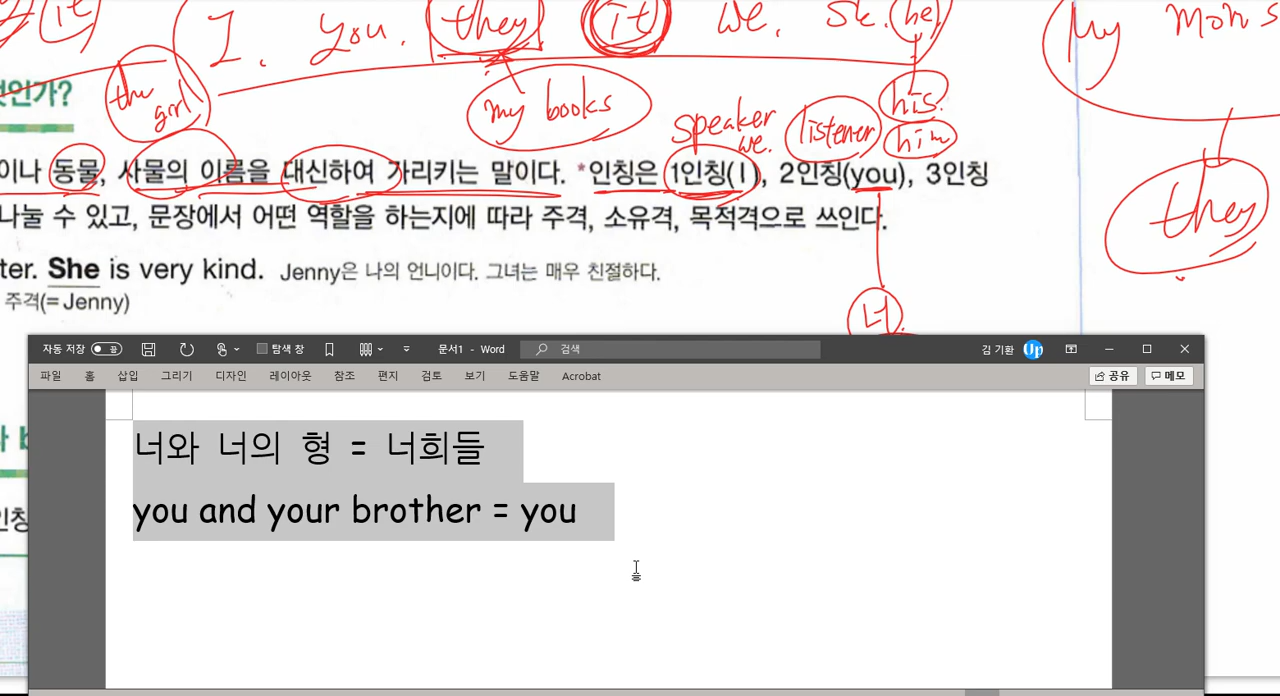 it I. you. they it we. she. he
My Mom's
것인가?
the girl
my books
speaker
we.
listener
his.
him
이나 동물, 사물의 이름을 대신하여 가리키는 말이다. *인칭은 1인칭(I), 2인칭(you), 3인칭
they
나눌 수 있고, 문장에서 어떤 역할을 하는지에 따라 주격, 소유격, 목적격으로 쓰인다.
ter. She is very kind. Jenny은 나의 언니이다. 그녀는 매우 친절하다.
주격(=Jenny)
너.
자동 저장 끔 탐색 창 문서1 - Word 검색 김 기환 Up
파일 홈 삽입 그리기 디자인 레이아웃 참조 편지 검토 보기 도움말 Acrobat 공유 메모
너와 너의 형 = 너희들
you and your brother = you
인칭